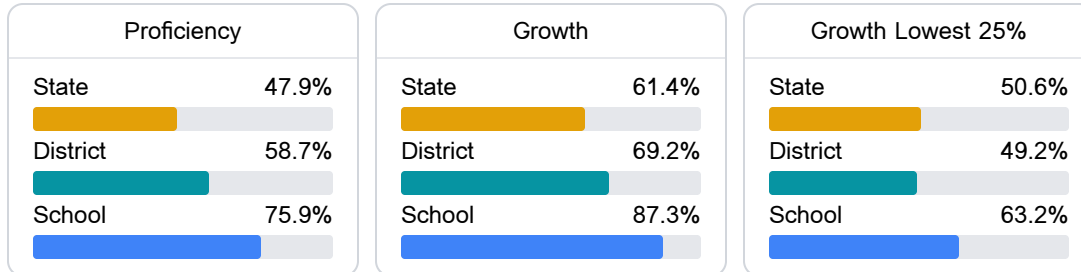 Proficiency
State 47.9%
District 58.7%
School 75.9%
Growth
State 61.4%
District 69.2%
School 87.3%
Growth Lowest 25%
State 50.6%
District 49.2%
School 63.2%